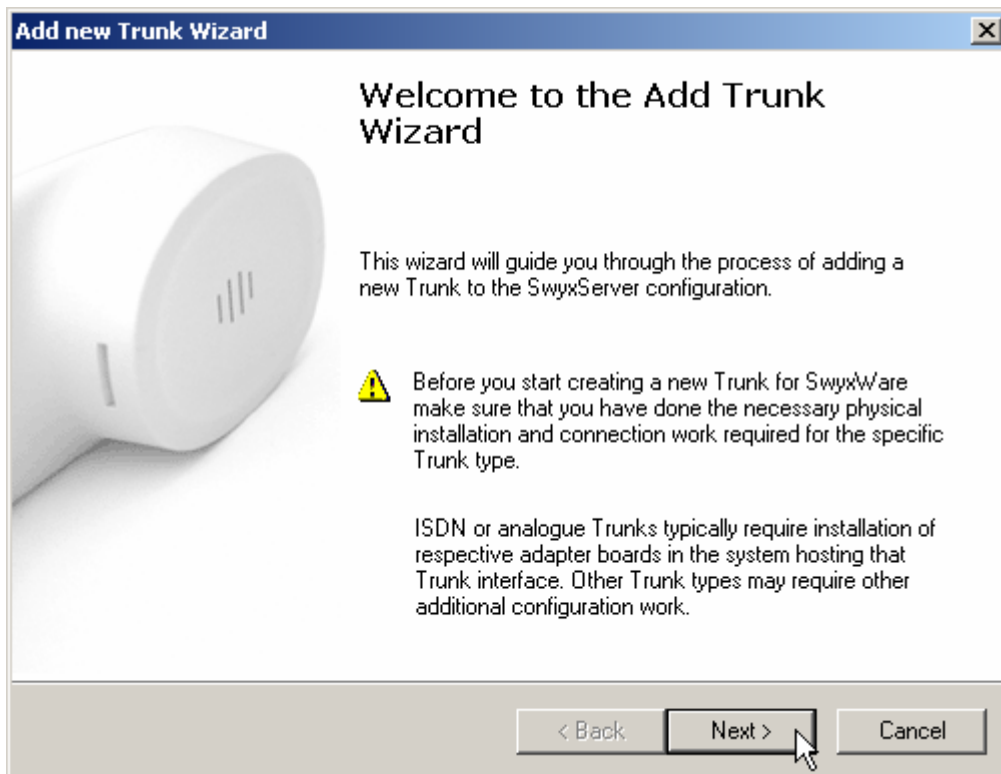 Add new Trunk Wizard
Welcome to the Add Trunk
Wizard
This wizard will guide you through the process of adding a
new Trunk to the SwyxServer configuration.
Before you start creating a new Trunk for SwyxWare
make sure that you have done the necessary physical
installation and connection work required for the specific
Trunk type.
ISDN or analogue Trunks typically require installation of
respective adapter boards in the system hosting that
Trunk interface. Other Trunk types may require other
additional configuration work.
< Back
Next >
Cancel